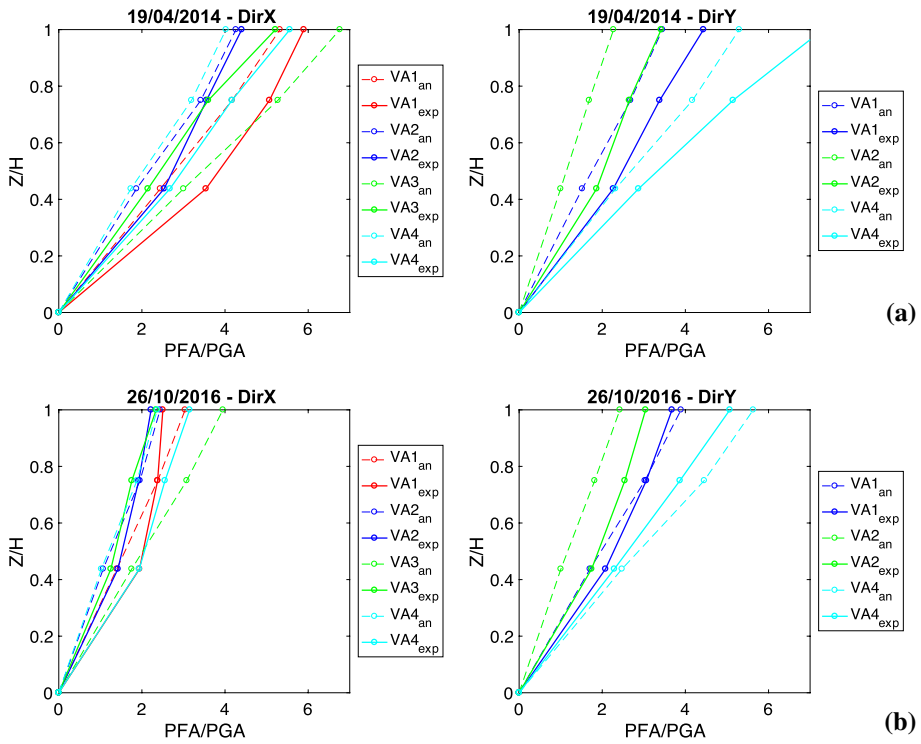 19/04/2014 - DirX
1
0.8
0.6
0.4
0.2
0
Z/H
0 2 4 6
PFA/PGA
VA1an
VA1exp
VA2an
VA2exp
VA3an
VA3exp
VA4an
VA4exp
19/04/2014 - DirY
1
0.8
0.6
0.4
0.2
0
Z/H
0 2 4 6
PFA/PGA
VA1an
VA1exp
VA2an
VA2exp
VA4an
VA4exp
(a)
26/10/2016 - DirX
1
0.8
0.6
0.4
0.2
0
Z/H
0 2 4 6
PFA/PGA
VA1an
VA1exp
VA2an
VA2exp
VA3an
VA3exp
VA4an
VA4exp
26/10/2016 - DirY
1
0.8
0.6
0.4
0.2
0
Z/H
0 2 4 6
PFA/PGA
VA1an
VA1exp
VA2an
VA2exp
VA4an
VA4exp
(b)